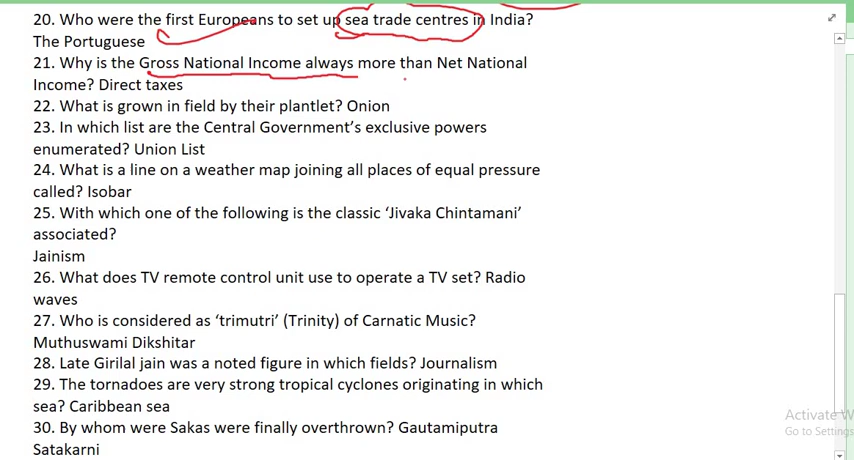 20. Who were the first Europeans to set up sea trade centres in India?
The Portuguese
21. Why is the Gross National Income always more than Net National
Income? Direct taxes
22. What is grown in field by their plantlet? Onion
23. In which list are the Central Government’s exclusive powers
enumerated? Union List
24. What is a line on a weather map joining all places of equal pressure
called? Isobar
25. With which one of the following is the classic ‘Jivaka Chintamani’
associated?
Jainism
26. What does TV remote control unit use to operate a TV set? Radio
waves
27. Who is considered as ‘trimutri’ (Trinity) of Carnatic Music?
Muthuswami Dikshitar
28. Late Girilal jain was a noted figure in which fields? Journalism
29. The tornadoes are very strong tropical cyclones originating in which
sea? Caribbean sea
30. By whom were Sakas were finally overthrown? Gautamiputra
Satakarni
Activate W
Go to Settings